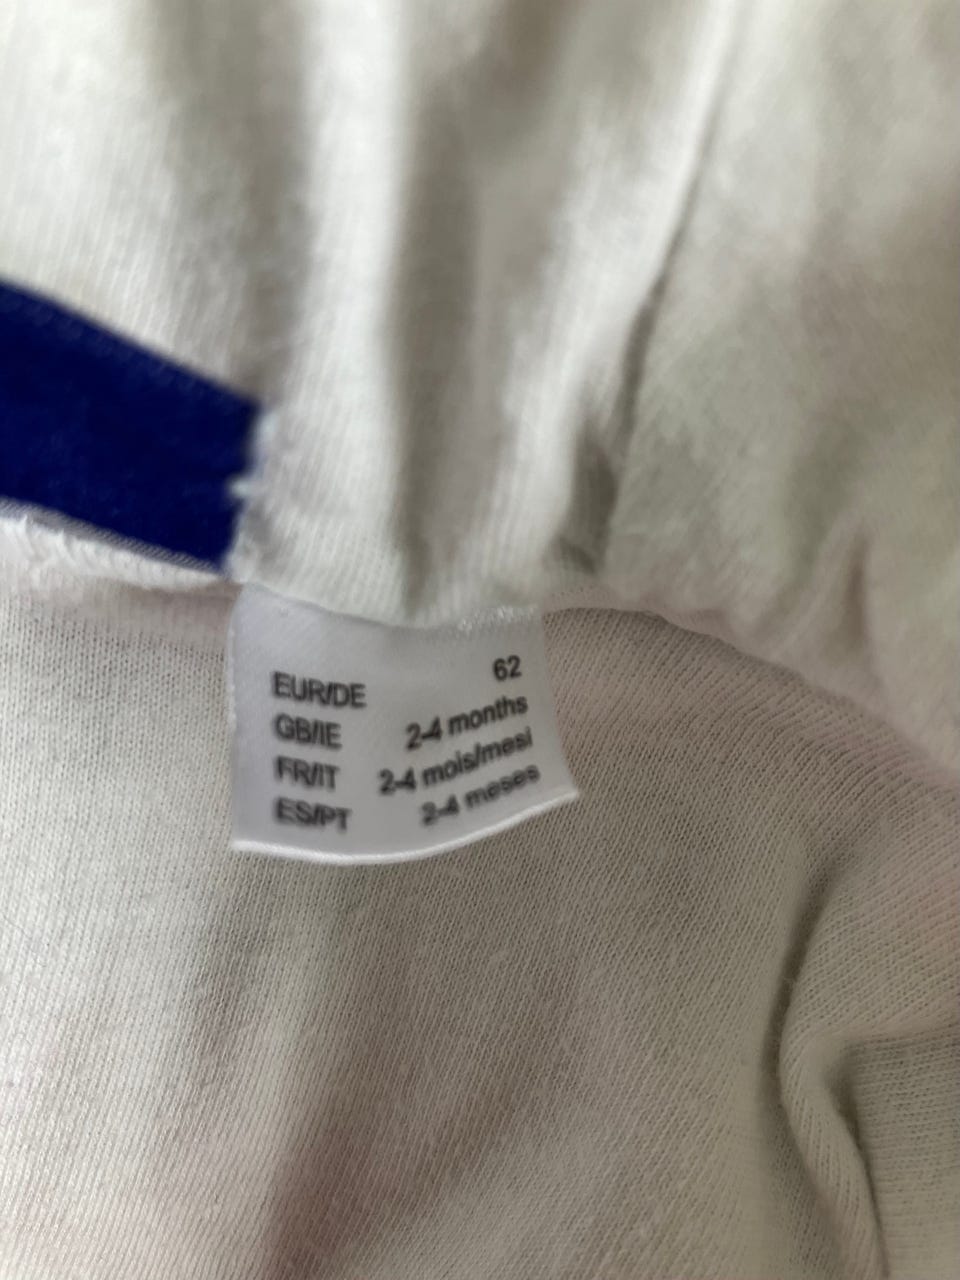 EUR/DE 62
GB/IE 2-4 months
FR/IT 2-4 mois/mesi
ES/PT 2-4 meses